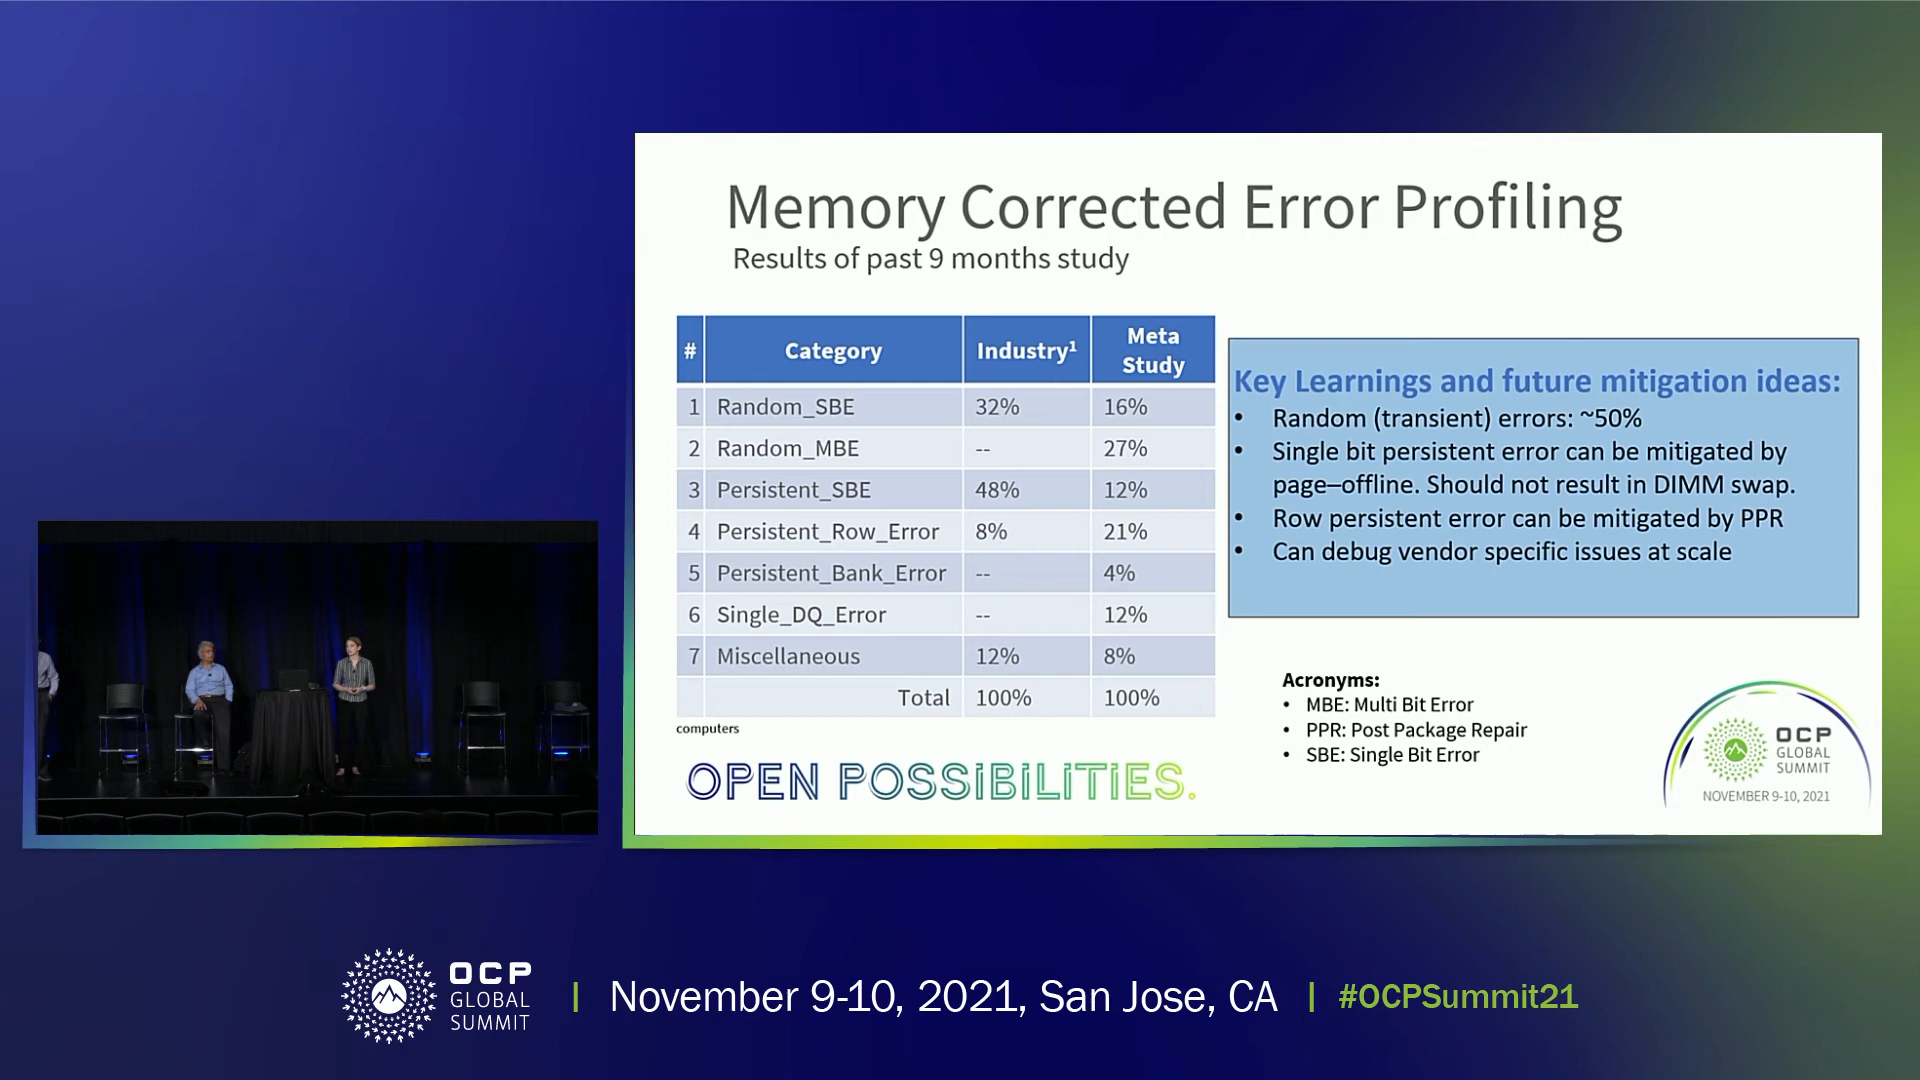 Memory Corrected Error Profiling
Results of past 9 months study
# Category Industry¹ Meta Study
1 Random_SBE 32% 16%
2 Random_MBE -- 27%
3 Persistent_SBE 48% 12%
4 Persistent_Row_Error 8% 21%
5 Persistent_Bank_Error -- 4%
6 Single_DQ_Error -- 12%
7 Miscellaneous 12% 8%
Total 100% 100%
computers
Key Learnings and future mitigation ideas:
• Random (transient) errors: ~50%
• Single bit persistent error can be mitigated by
page–offline. Should not result in DIMM swap.
• Row persistent error can be mitigated by PPR
• Can debug vendor specific issues at scale
Acronyms:
• MBE: Multi Bit Error
• PPR: Post Package Repair
• SBE: Single Bit Error
OPEN POSSIBILITIES.
OCP
GLOBAL
SUMMIT
NOVEMBER 9-10, 2021
OCP
GLOBAL
SUMMIT
| November 9-10, 2021, San Jose, CA | #OCPSummit21